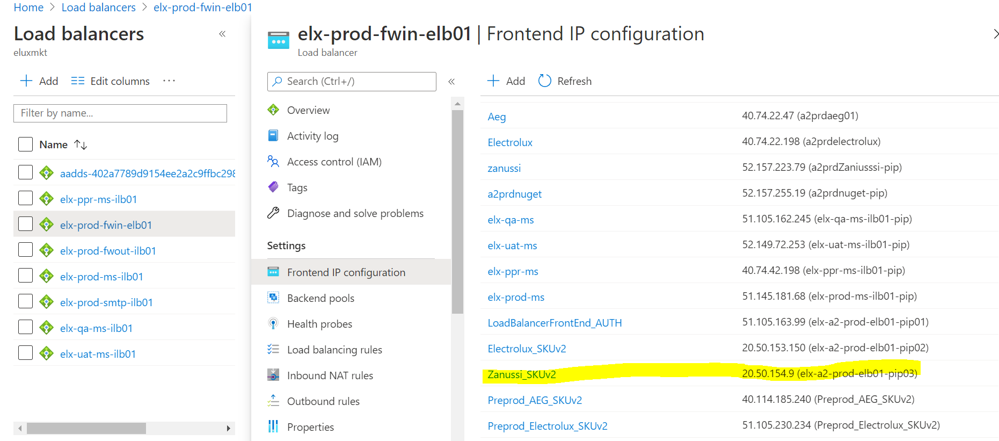 Home > Load balancers > elx-prod-fwin-elb01
Load balancers «
eluxmkt
Add Edit columns ...
Filter by name...
Name ↑↓
aadds-402a7789d9154ee2a2c9ffbc298
elx-ppr-ms-ilb01
elx-prod-fwin-elb01
elx-prod-fwout-ilb01
elx-prod-ms-ilb01
elx-prod-smtp-ilb01
elx-qa-ms-ilb01
elx-uat-ms-ilb01
elx-prod-fwin-elb01 | Frontend IP configuration
Load balancer
Search (Ctrl+/) «
Overview
Activity log
Access control (IAM)
Tags
Diagnose and solve problems
Settings
Frontend IP configuration
Backend pools
Health probes
Load balancing rules
Inbound NAT rules
Outbound rules
Properties
Add Refresh
Aeg 40.74.22.47 (a2prdaeg01)
Electrolux 40.74.22.198 (a2prdelectrolux)
zanussi 52.157.223.79 (a2prdZaniusssi-pip)
a2prdnuget 52.157.255.19 (a2prdnuget-pip)
elx-qa-ms 51.105.162.245 (elx-qa-ms-ilb01-pip)
elx-uat-ms 52.149.72.253 (elx-uat-ms-ilb01-pip)
elx-ppr-ms 40.74.42.198 (elx-ppr-ms-ilb01-pip)
elx-prod-ms 51.145.181.68 (elx-prod-ms-ilb01-pip)
LoadBalancerFrontEnd_AUTH 51.105.163.99 (elx-a2-prod-elb01-pip01)
Electrolux_SKUv2 20.50.153.150 (elx-a2-prod-elb01-pip02)
Zanussi_SKUv2 20.50.154.9 (elx-a2-prod-elb01-pip03)
Preprod_AEG_SKUv2 40.114.185.240 (Preprod_AEG_SKUv2)
Preprod_Electrolux_SKUv2 51.105.230.234 (Preprod_Electrolux_SKUv2)